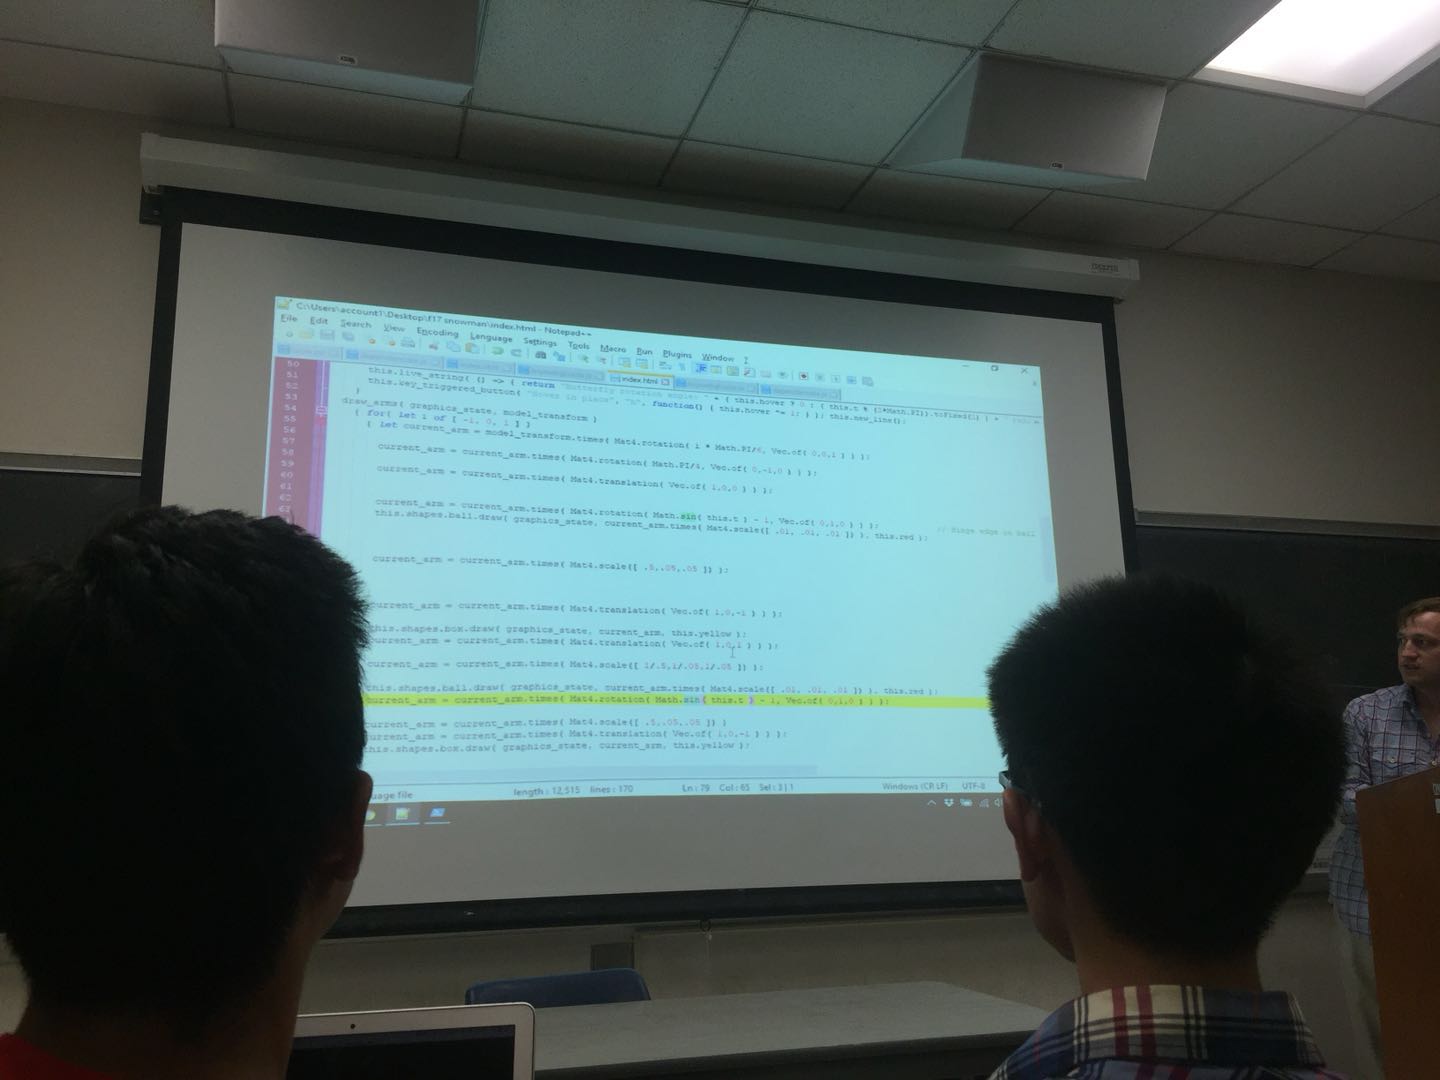 C:\Users\account1\Desktop\f17 snowman\index.html - Notepad++
File Edit Search View Encoding Language Settings Tools Macro Run Plugins Window ?
index.html
50
51 this.live_string( () => { return "Butterfly rotation angle: " + ( this.hover ? 0 : ( this.t % (2*Math.PI)).toFixed(2) ) +
52 this.key_triggered_button( "Hover in place", "h", function() { this.hover ^= 1; } ); this.new_line();
53 }
54 draw_arms( graphics_state, model_transform )
55 { for( let i of [ -1, 0, 1 ] )
56 { let current_arm = model_transform.times( Mat4.rotation( i * Math.PI/6, Vec.of( 0,0,1 ) ) );
57
58 current_arm = current_arm.times( Mat4.rotation( Math.PI/4, Vec.of( 0,-1,0 ) ) );
59
60 current_arm = current_arm.times( Mat4.translation( Vec.of( 1,0,0 ) ) );
61
62
63 current_arm = current_arm.times( Mat4.rotation( Math.sin( this.t ) - 1, Vec.of( 0,1,0 ) ) );
this.shapes.ball.draw( graphics_state, current_arm.times( Mat4.scale([ .01, .01, .01 ]) ), this.red ); // Hinge edge on ball
current_arm = current_arm.times( Mat4.scale([ .5,.05,.05 ]) );
current_arm = current_arm.times( Mat4.translation( Vec.of( 1,0,-1 ) ) );
this.shapes.box.draw( graphics_state, current_arm, this.yellow );
current_arm = current_arm.times( Mat4.translation( Vec.of( 1,0,1 ) ) );
current_arm = current_arm.times( Mat4.scale([ 1/.5,1/.05,1/.05 ]) );
this.shapes.ball.draw( graphics_state, current_arm.times( Mat4.scale([ .01, .01, .01 ]) ), this.red );
current_arm = current_arm.times( Mat4.rotation( Math.sin( this.t ) - 1, Vec.of( 0,1,0 ) ) );
current_arm = current_arm.times( Mat4.scale([ .5,.05,.05 ]) )
current_arm = current_arm.times( Mat4.translation( Vec.of( 1,0,-1 ) ) );
this.shapes.box.draw( graphics_state, current_arm, this.yellow );
uage file length : 12,515 lines : 170 Ln : 79 Col : 65 Sel : 3 | 1 Windows (CR LF) UTF-8